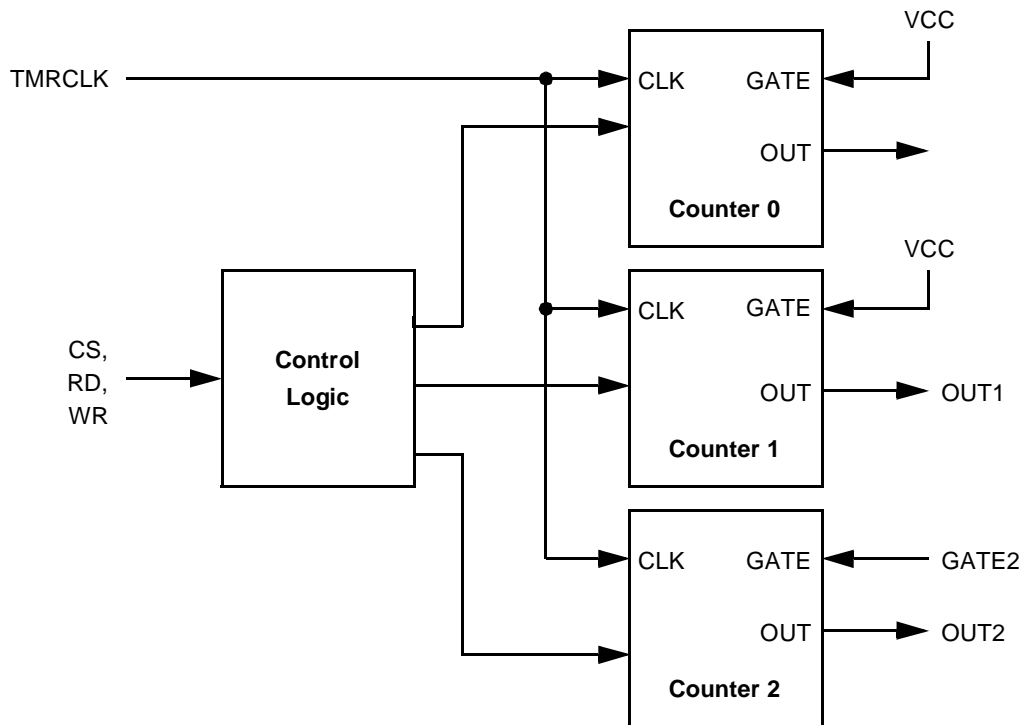 VCC
TMRCLK
CLK GATE
OUT
Counter 0
VCC
CLK GATE
CS,
RD,
WR
Control
Logic
OUT OUT1
Counter 1
CLK GATE GATE2
OUT OUT2
Counter 2